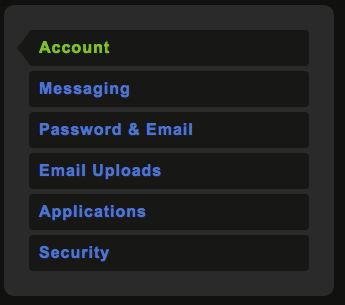 Account
Messaging
Password & Email
Email Uploads
Applications
Security